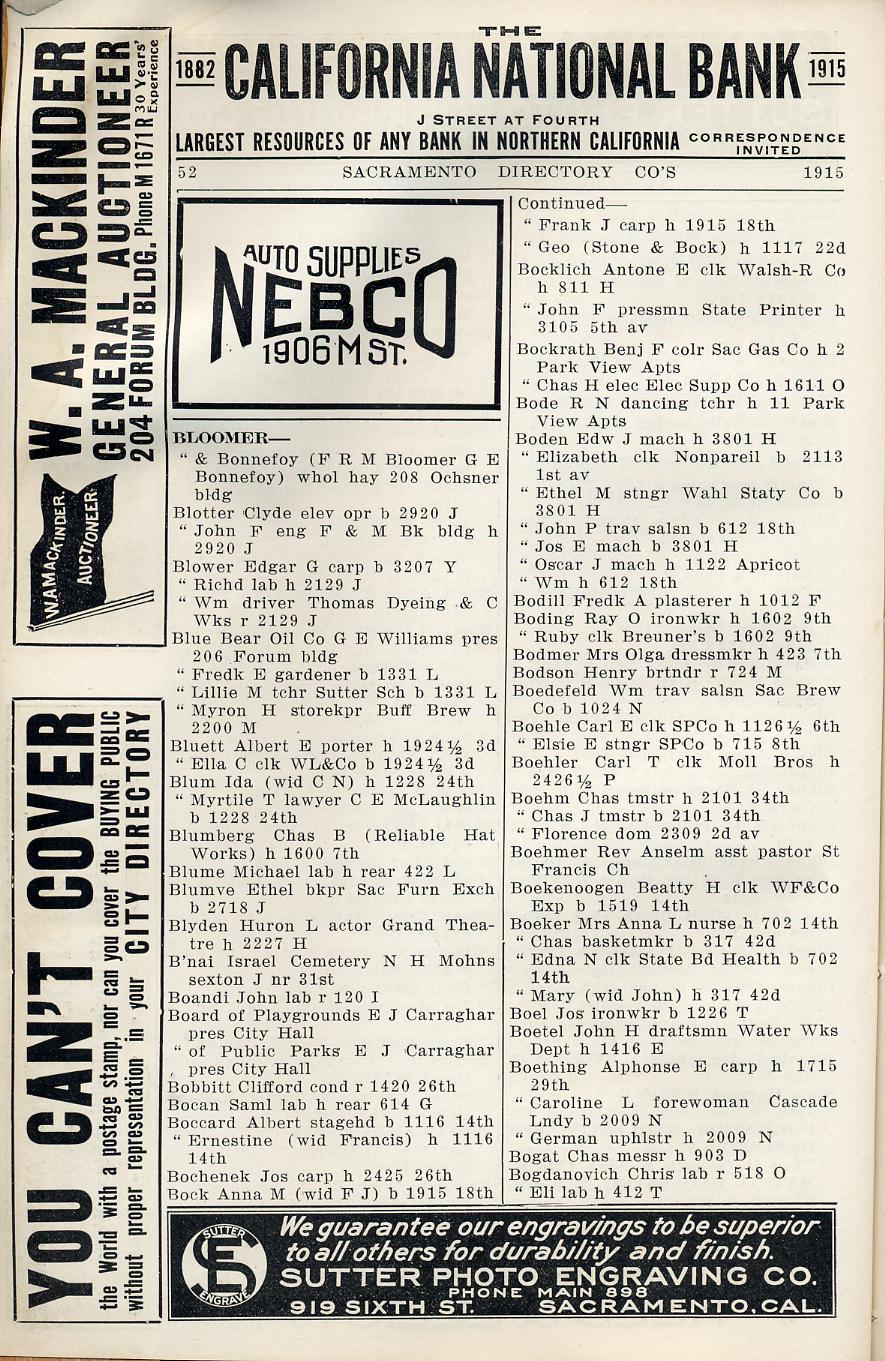 THE
1882 CALIFORNIA NATIONAL BANK 1915
J STREET AT FOURTH
LARGEST RESOURCES OF ANY BANK IN NORTHERN CALIFORNIA CORRESPONDENCE INVITED
52 SACRAMENTO DIRECTORY CO'S 1915
W. A. MACKINDER
GENERAL AUCTIONEER
204 FORUM BLDG. Phone M 1671 R 30 Years' Experience
W.A.MACKINDER.
AUCTIONEER
YOU CAN'T COVER
the World with a postage stamp, nor can you cover the BUYING PUBLIC
without proper representation in your CITY DIRECTORY
AUTO SUPPLIES
NEBCO
1906 M ST.
BLOOMER—
" & Bonnefoy (F R M Bloomer G E
Bonnefoy) whol hay 208 Ochsner
bldg
Blotter Clyde elev opr b 2920 J
" John F eng F & M Bk bldg h
2920 J
Blower Edgar G carp b 3207 Y
" Richd lab h 2129 J
" Wm driver Thomas Dyeing & C
Wks r 2129 J
Blue Bear Oil Co G E Williams pres
206 Forum bldg
" Fredk E gardener b 1331 L
" Lillie M tchr Sutter Sch b 1331 L
" Myron H storekpr Buff Brew h
2200 M
Bluett Albert E porter h 1924½ 3d
" Ella C clk WL&Co b 1924½ 3d
Blum Ida (wid C N) h 1228 24th
" Myrtile T lawyer C E McLaughlin
b 1228 24th
Blumberg Chas B (Reliable Hat
Works) h 1600 7th
Blume Michael lab h rear 422 L
Blumve Ethel bkpr Sac Furn Exch
b 2718 J
Blyden Huron L actor Grand Thea-
tre h 2227 H
B'nai Israel Cemetery N H Mohns
sexton J nr 31st
Boandi John lab r 120 I
Board of Playgrounds E J Carraghar
pres City Hall
" of Public Parks E J Carraghar
pres City Hall
Bobbitt Clifford cond r 1420 26th
Bocan Saml lab h rear 614 G
Boccard Albert stagehd b 1116 14th
" Ernestine (wid Francis) h 1116
14th
Bochenek Jos carp h 2425 26th
Bock Anna M (wid F J) b 1915 18th
Continued—
" Frank J carp h 1915 18th
" Geo (Stone & Bock) h 1117 22d
Bocklich Antone E clk Walsh-R Co
h 811 H
" John F pressmn State Printer h
3105 5th av
Bockrath Benj F colr Sac Gas Co h 2
Park View Apts
" Chas H elec Elec Supp Co h 1611 O
Bode R N dancing tchr h 11 Park
View Apts
Boden Edw J mach h 3801 H
" Elizabeth clk Nonpareil b 2113
1st av
" Ethel M stngr Wahl Staty Co b
3801 H
" John P trav salsn b 612 18th
" Jos E mach b 3801 H
" Oscar J mach h 1122 Apricot
" Wm h 612 18th
Bodill Fredk A plasterer h 1012 F
Boding Ray O ironwkr h 1602 9th
" Ruby clk Breuner's b 1602 9th
Bodmer Mrs Olga dressmkr h 423 7th
Bodson Henry brtndr r 724 M
Boedefeld Wm trav salsn Sac Brew
Co b 1024 N
Boehle Carl E clk SPCo h 1126½ 6th
" Elsie E stngr SPCo b 715 8th
Boehler Carl T clk Moll Bros h
2426½ P
Boehm Chas tmstr h 2101 34th
" Chas J tmstr b 2101 34th
" Florence dom 2309 2d av
Boehmer Rev Anselm asst pastor St
Francis Ch
Boekenoogen Beatty H clk WF&Co
Exp b 1519 14th
Boeker Mrs Anna L nurse h 702 14th
" Chas basketmkr b 317 42d
" Edna N clk State Bd Health b 702
14th
" Mary (wid John) h 317 42d
Boel Jos ironwkr b 1226 T
Boetel John H draftsmn Water Wks
Dept h 1416 E
Boething Alphonse E carp h 1715
29th
" Caroline L forewoman Cascade
Lndy b 2009 N
" German uphlstr h 2009 N
Bogat Chas messr h 903 D
Bogdanovich Chris lab r 518 O
" Eli lab h 412 T
SUTTER
ENGRAVE
We guarantee our engravings to be superior
to all others for durability and finish.
SUTTER PHOTO ENGRAVING CO.
PHONE MAIN 898
919 SIXTH ST. SACRAMENTO, CAL.